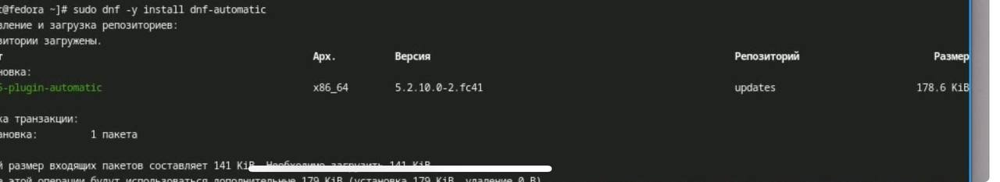 @fedora ~]# sudo dnf -y install dnf-automatic
вление и загрузка репозиториев:
зитории загружены.
т Арх. Версия Репозиторий Размер
новка:
5-plugin-automatic x86_64 5.2.10.0-2.fc41 updates 178.6 KiB
ка транзакции:
ановка: 1 пакета
й размер входящих пакетов составляет 141 KiB. Необходимо загрузить 141 KiB.
е этой операции будут использоваться дополнительные 179 KiB (установка 179 KiB, удаление 0 B).